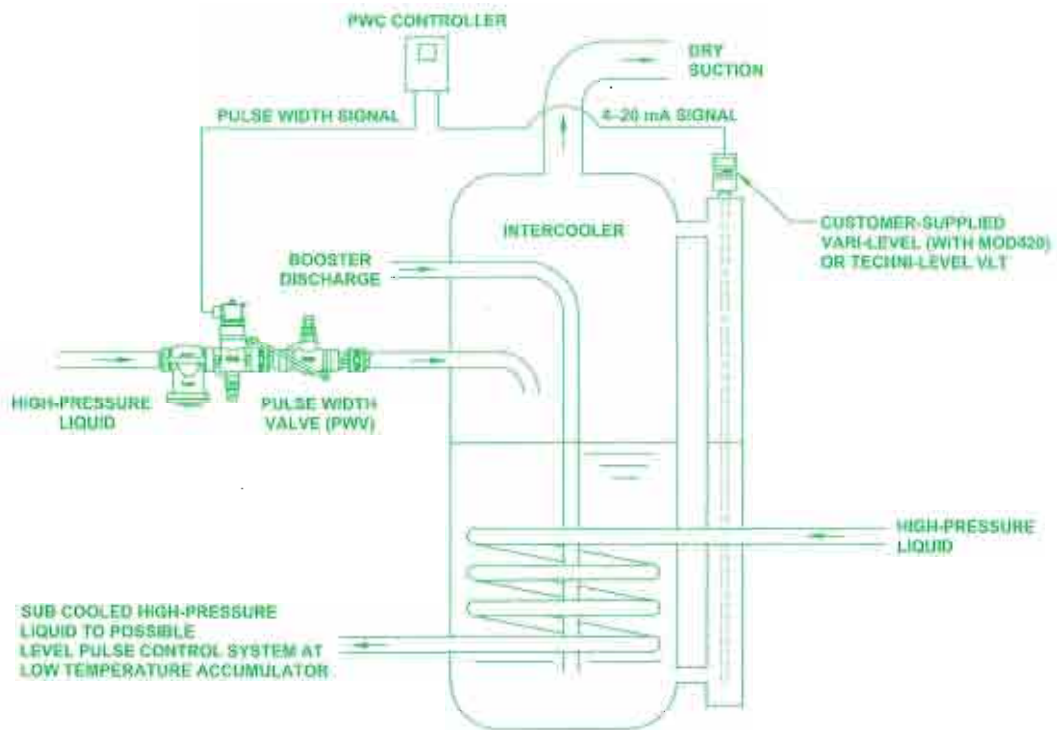 PWC CONTROLLER
DRY
SUCTION
PULSE WIDTH SIGNAL
4–20 mA SIGNAL
INTERCOOLER
CUSTOMER-SUPPLIED
VARI-LEVEL (WITH MOD420)
OR TECHNI-LEVEL VLT
BOOSTER
DISCHARGE
HIGH-PRESSURE
LIQUID
PULSE WIDTH
VALVE (PWV)
HIGH-PRESSURE
LIQUID
SUB COOLED HIGH-PRESSURE
LIQUID TO POSSIBLE
LEVEL PULSE CONTROL SYSTEM AT
LOW TEMPERATURE ACCUMULATOR